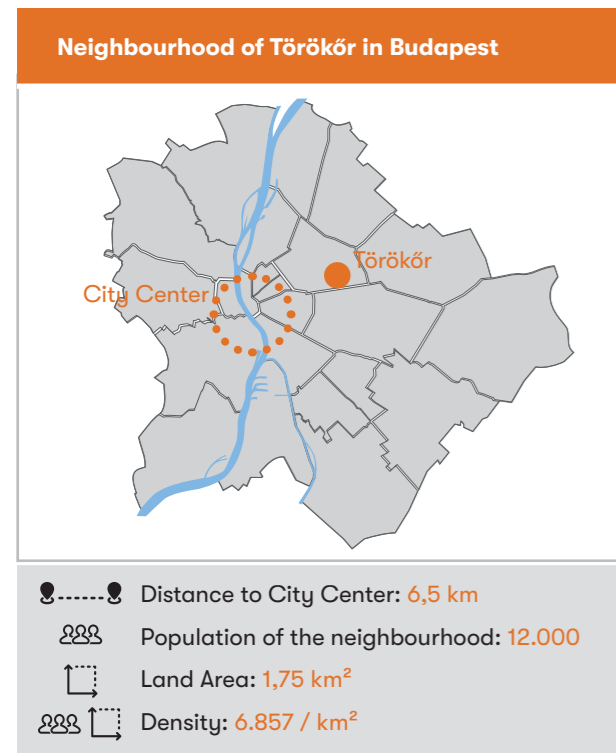 Neighbourhood of Törökőr in Budapest
Törökőr
City Center
Distance to City Center: 6,5 km
Population of the neighbourhood: 12.000
Land Area: 1,75 km²
Density: 6.857 / km²